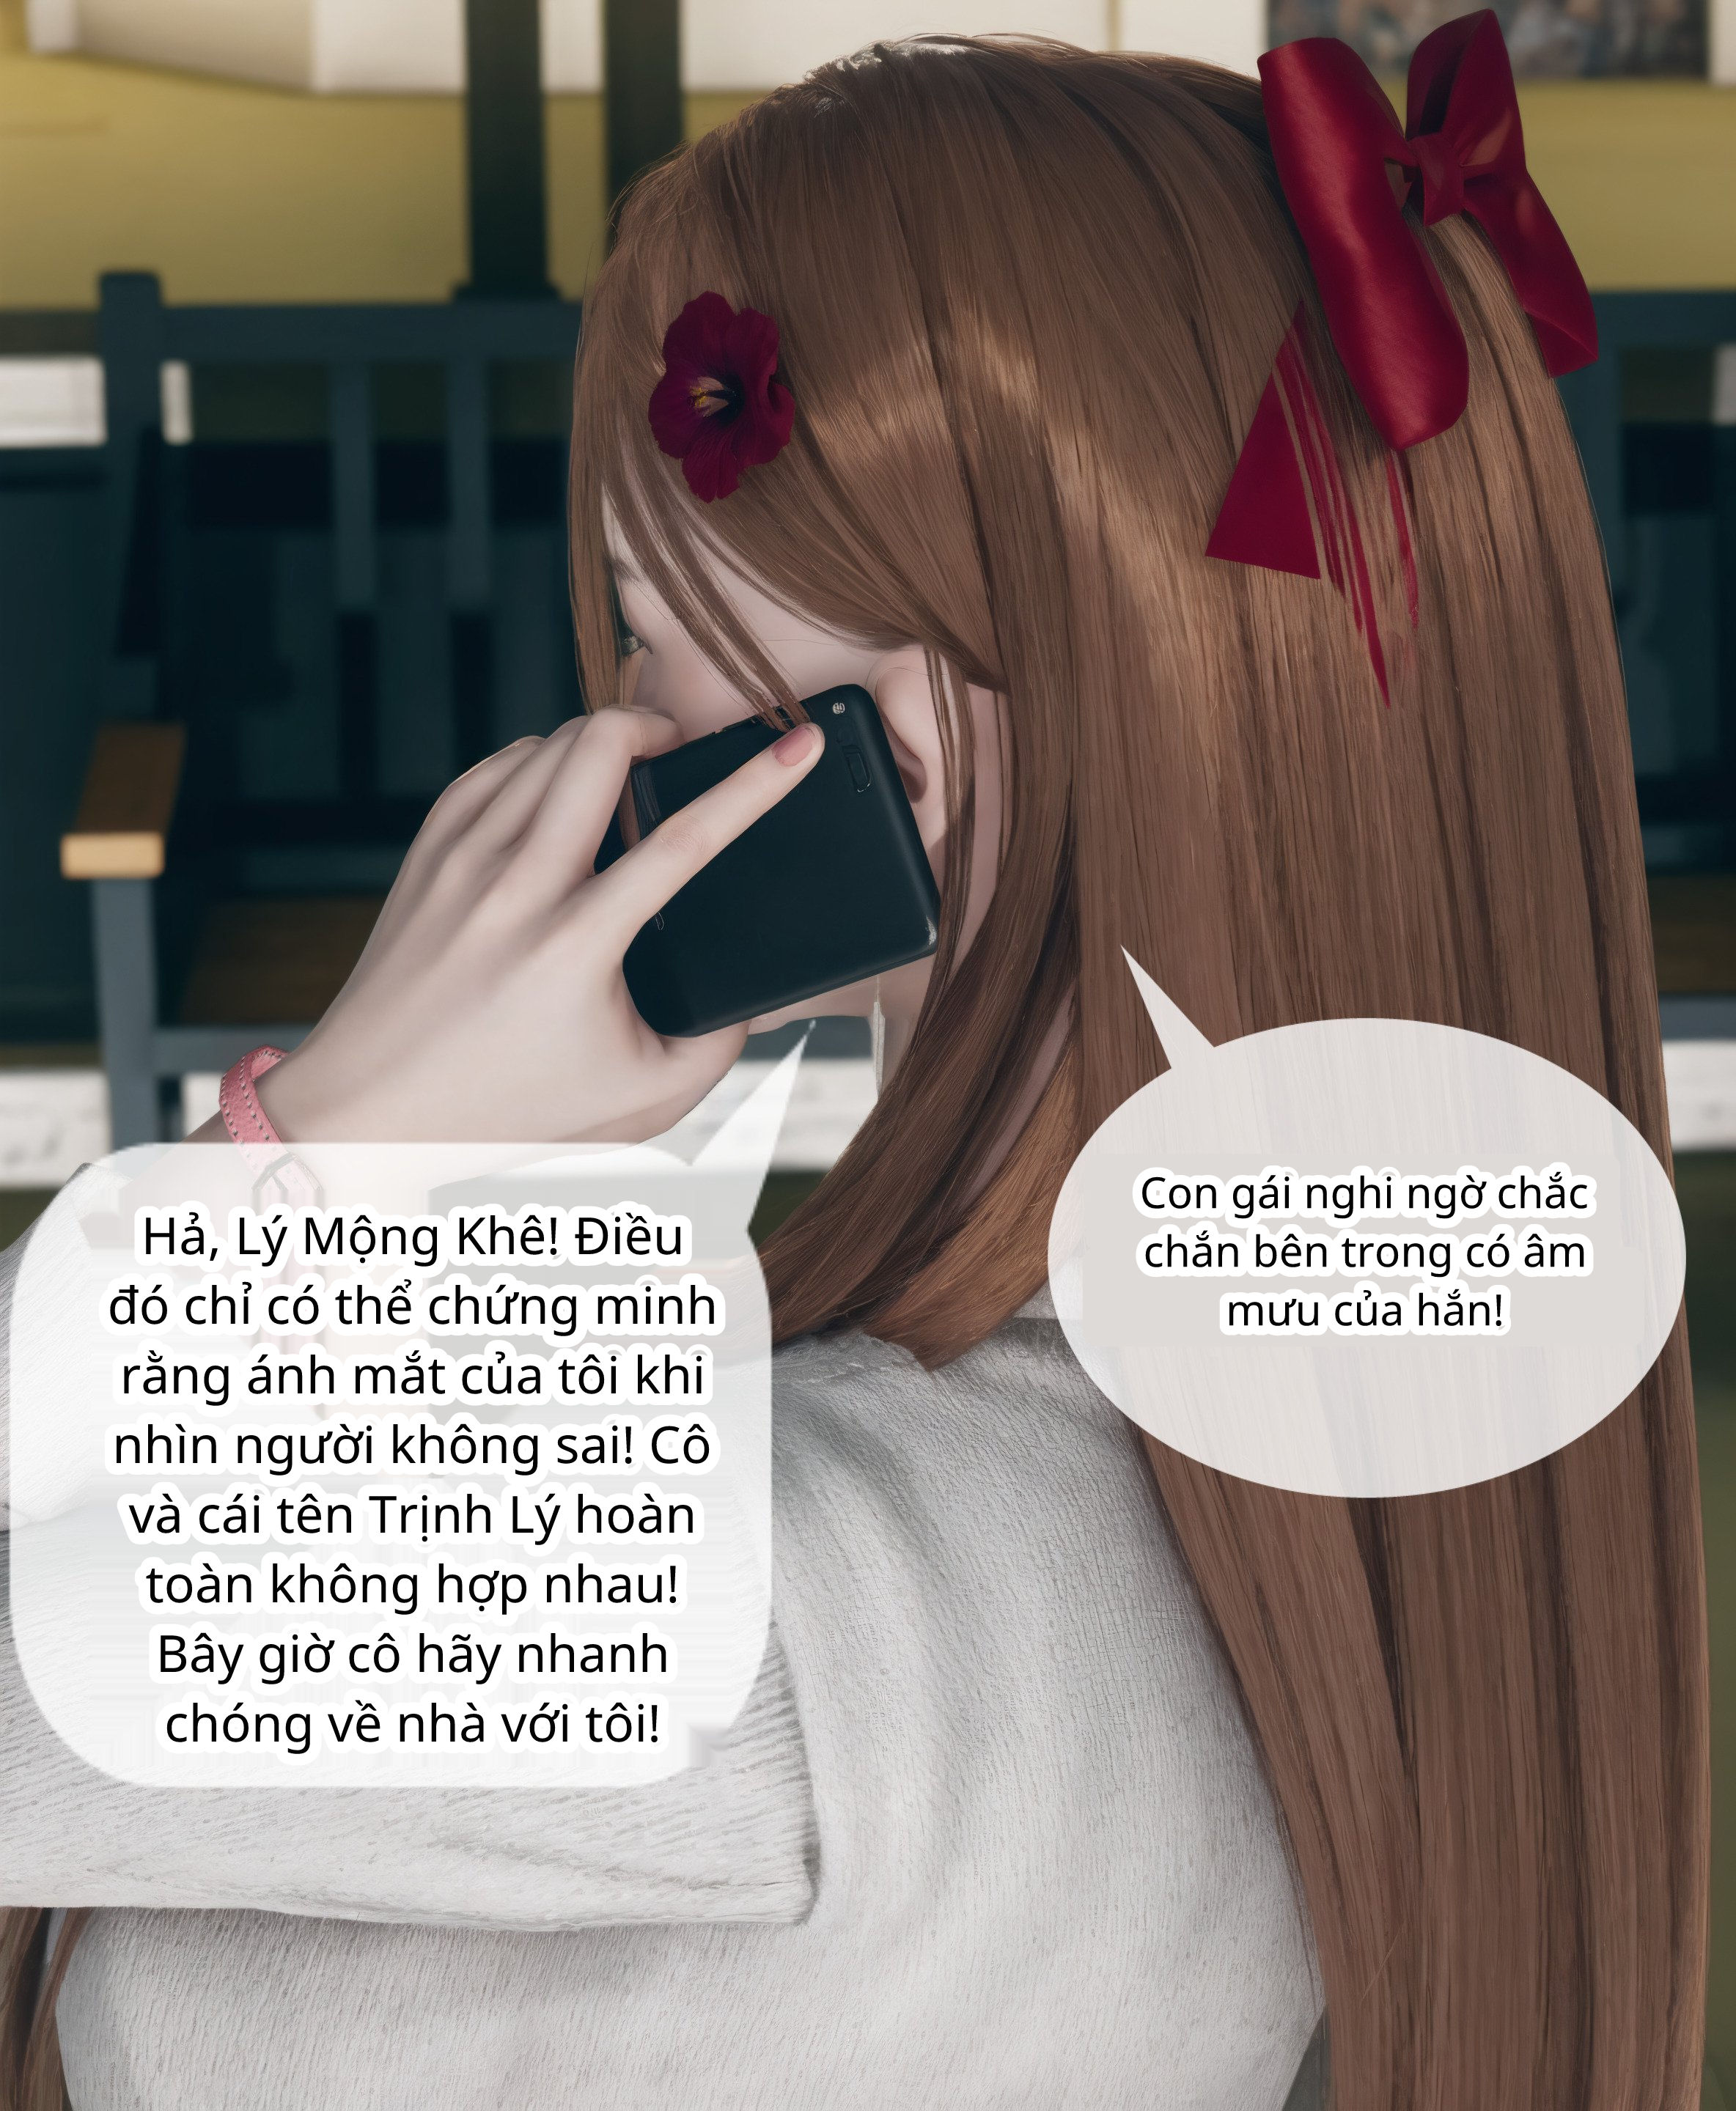 Hả, Lý Mộng Khê! Điều
đó chỉ có thể chứng minh
rằng ánh mắt của tôi khi
nhìn người không sai! Cô
và cái tên Trịnh Lý hoàn
toàn không hợp nhau!
Bây giờ cô hãy nhanh
chóng về nhà với tôi!
Con gái nghi ngờ chắc
chắn bên trong có âm
mưu của hắn!